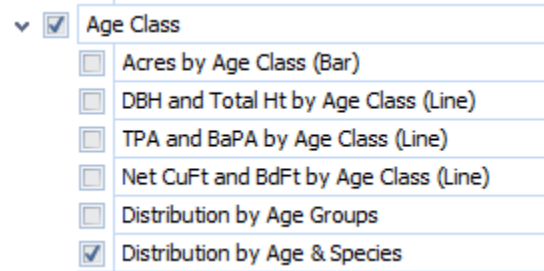 Age Class
Acres by Age Class (Bar)
DBH and Total Ht by Age Class (Line)
TPA and BaPA by Age Class (Line)
Net CuFt and BdFt by Age Class (Line)
Distribution by Age Groups
Distribution by Age & Species